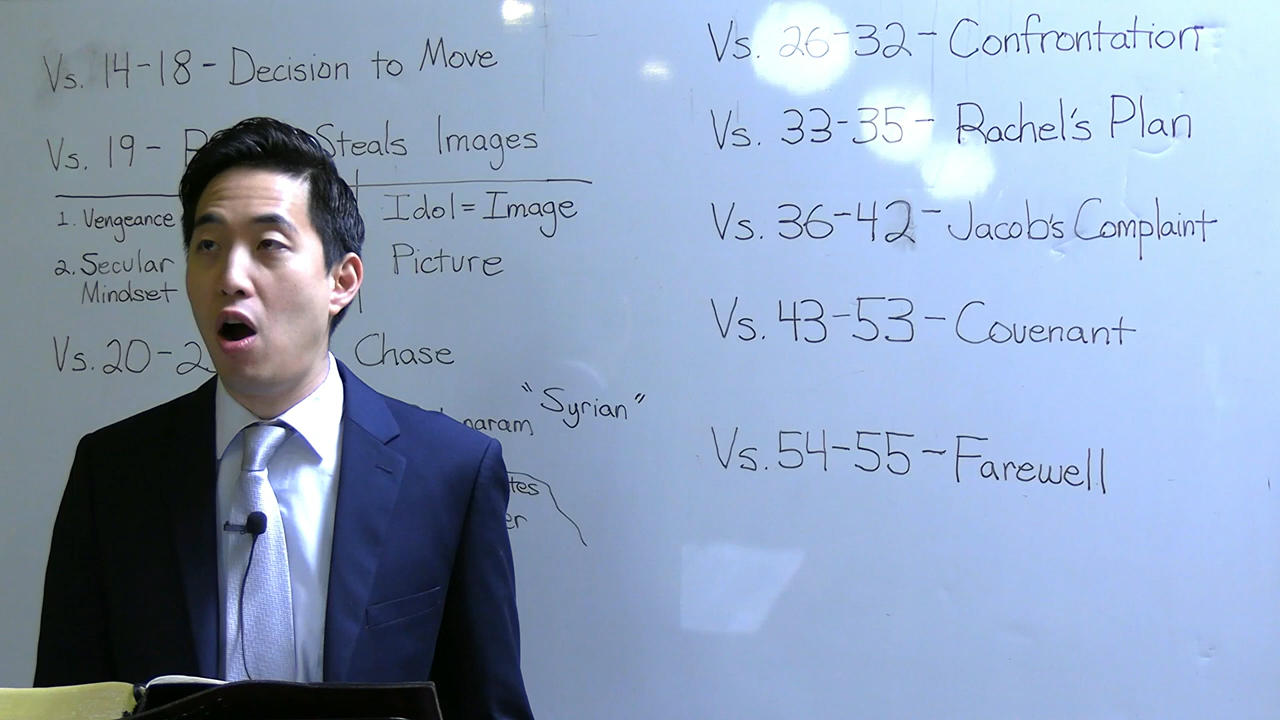 Vs. 14-18 - Decision to Move
Vs. 19 - Steals Images
1. Vengeance
2. Secular
Mindset
Idol = Image
Picture
Vs. 20-2 Chase
"Syrian"
Vs. 26-32 - Confrontation
Vs. 33-35 - Rachel's Plan
Vs. 36-42 - Jacob's Complaint
Vs. 43-53 - Covenant
Vs. 54-55 - Farewell